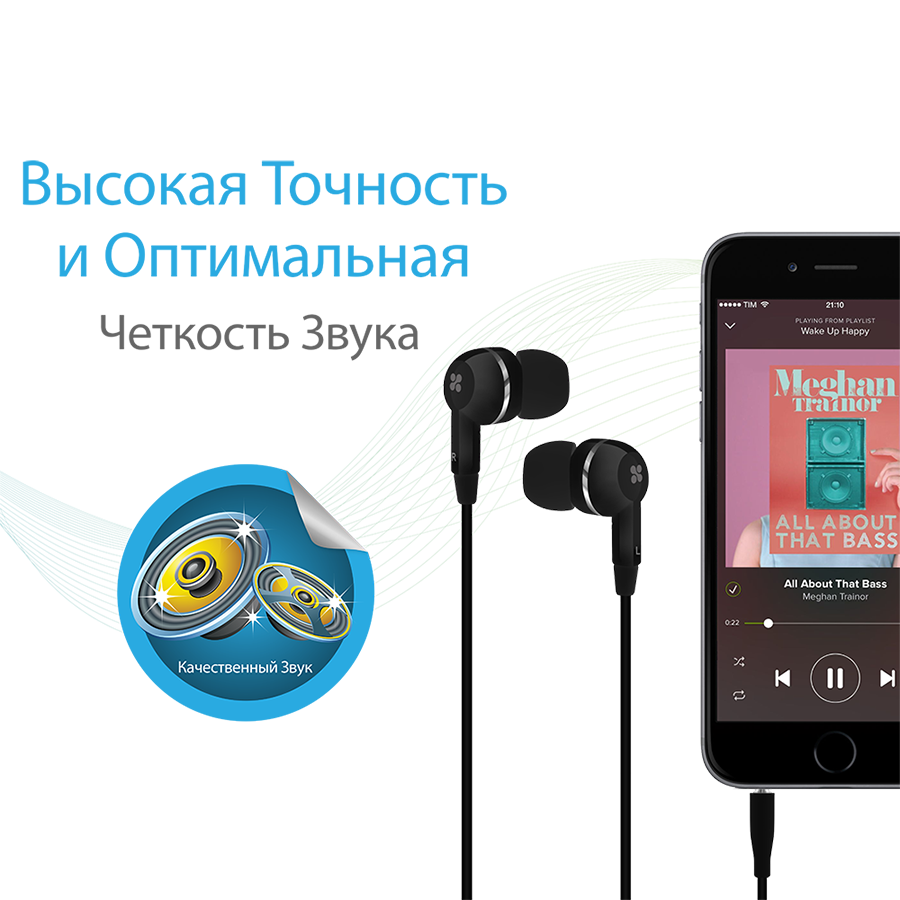 Высокая Точность
и Оптимальная
Четкость Звука
Качественный Звук
R
L
TIM
21:10
PLAYING FROM PLAYLIST
Wake Up Happy
Meghan
Trainor
ALL ABOUT
THAT BASS
All About That Bass
Meghan Trainor
0:22